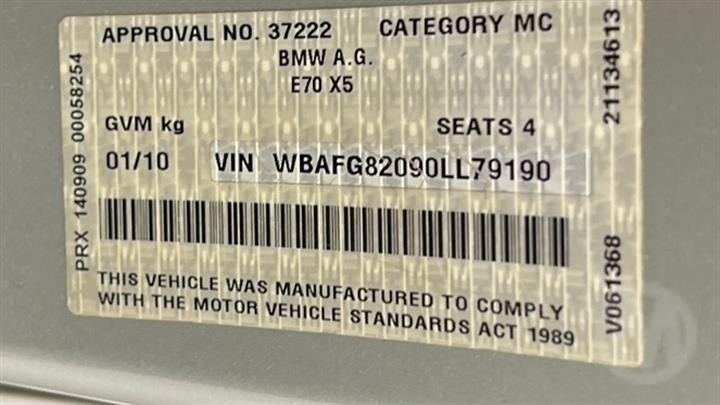 APPROVAL NO. 37222 CATEGORY MC
BMW A.G.
E70 X5
GVM kg SEATS 4
01/10 VIN WBAFG82090LL79190
THIS VEHICLE WAS MANUFACTURED TO COMPLY
WITH THE MOTOR VEHICLE STANDARDS ACT 1989
PRX 140909 00058254
21134613
V061368